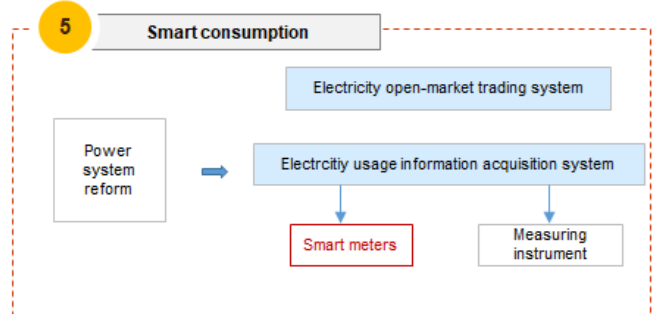 5
Smart consumption
Electricity open-market trading system
Power
system
reform
Electrcitiy usage information acquisition system
Smart meters
Measuring
instrument